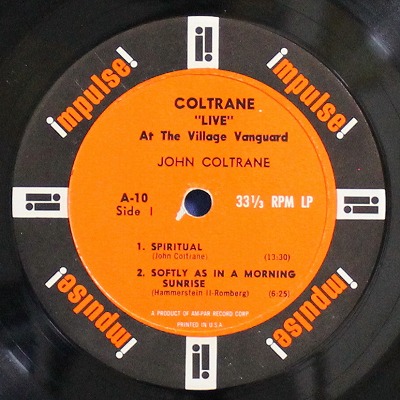 impulse!
impulse!
COLTRANE
"LIVE"
At The Village Vanguard
JOHN COLTRANE
A-10
Side 1
33 1/3 RPM LP
1. SPIRITUAL
(John Coltrane) (13:30)
2. SOFTLY AS IN A MORNING
SUNRISE
(Hammerstein II-Romberg) (6:25)
A PRODUCT OF AM-PAR RECORD CORP.
PRINTED IN U.S.A.
impulse!
impulse!